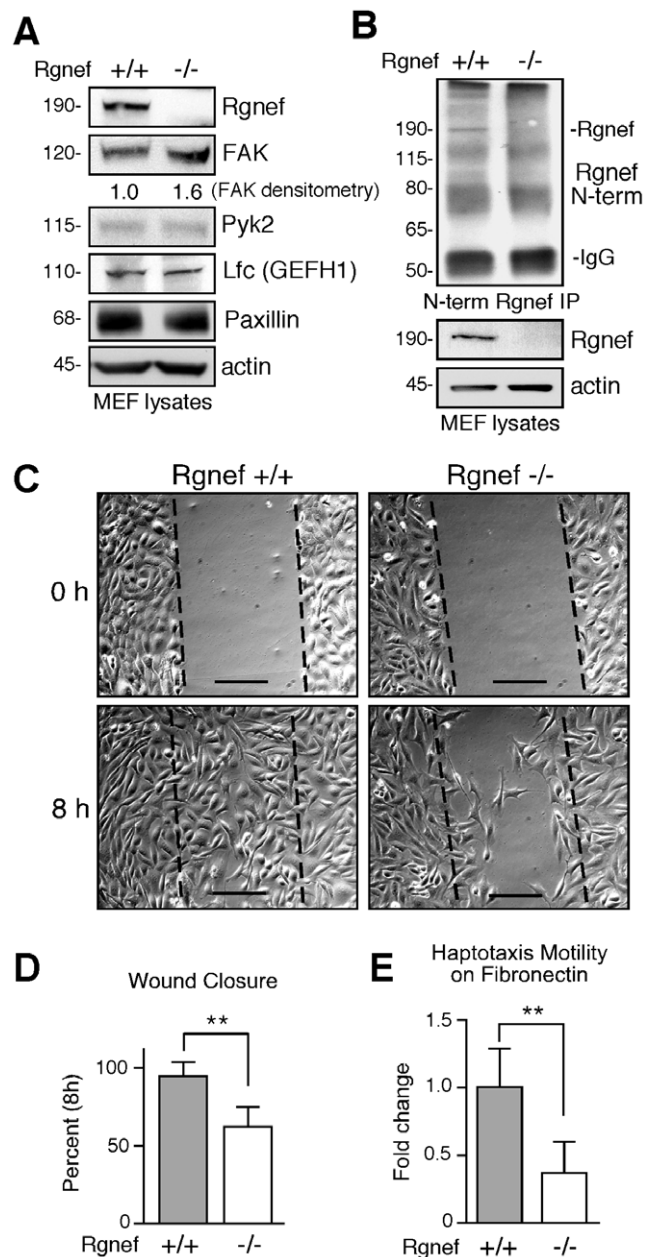 A
Rgnef +/+ -/-
190- Rgnef
120- FAK
1.0 1.6 (FAK densitometry)
115- Pyk2
110- Lfc (GEFH1)
68- Paxillin
45- actin
MEF lysates
B
Rgnef +/+ -/-
190- -Rgnef
115-
Rgnef
80- N-term
65-
50- -IgG
N-term Rgnef IP
190- Rgnef
45- actin
MEF lysates
C
Rgnef +/+ Rgnef -/-
0 h
8 h
D
Wound Closure
**
Percent (8h)
100
50
0
Rgnef +/+ -/-
E
Haptotaxis Motility
on Fibronectin
**
Fold change
1.5
1.0
0.5
0
Rgnef +/+ -/-